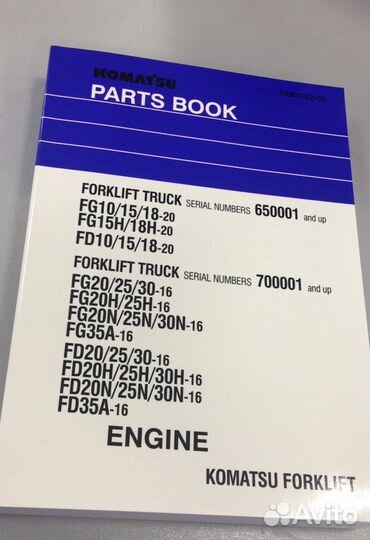 KOMATSU
PARTS BOOK
FORKLIFT TRUCK SERIAL NUMBERS 650001 and up
FG10/15/18-20
FG15H/18H-20
FD10/15/18-20
FORKLIFT TRUCK SERIAL NUMBERS 700001 and up
FG20/25/30-16
FG20H/25H-16
FG20N/25N/30N-16
FG35A-16
FD20/25/30-16
FD20H/25H/30H-16
FD20N/25N/30N-16
FD35A-16
ENGINE
KOMATSU FORKLIFT
Avito